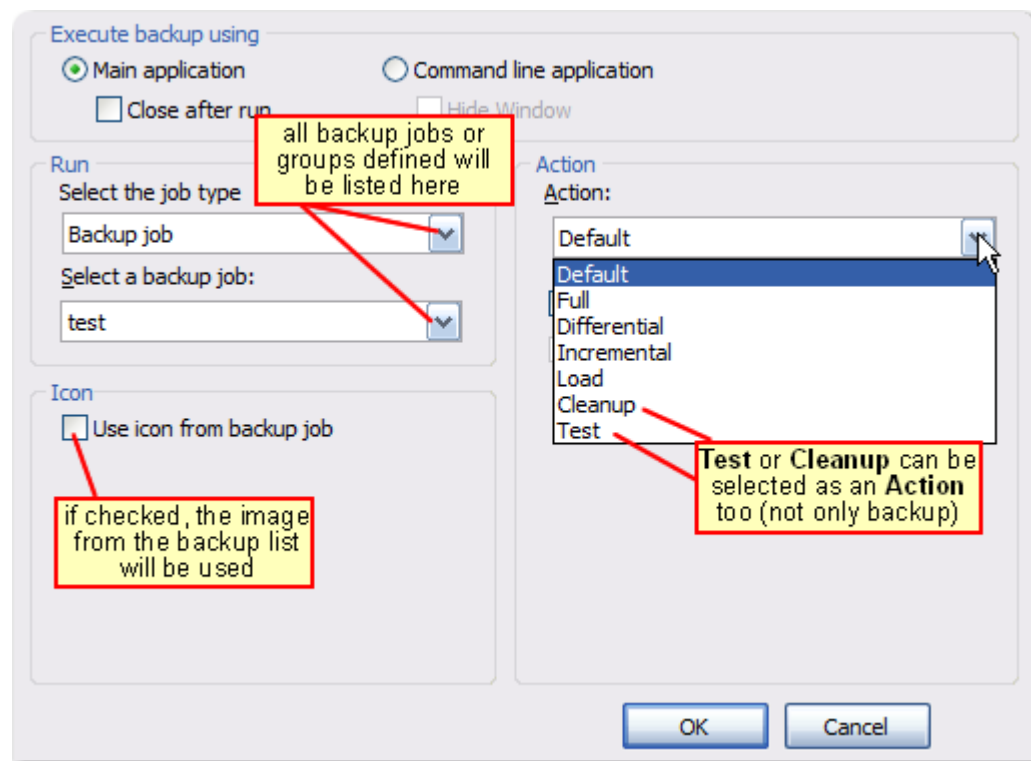 Execute backup using
Main application
Command line application
Close after run
Hide Window
all backup jobs or
groups defined will
be listed here
Run
Select the job type
Backup job
Select a backup job:
test
Action
Action:
Default
Default
Full
Differential
Incremental
Load
Cleanup
Test
Test or Cleanup can be
selected as an Action
too (not only backup)
Icon
Use icon from backup job
if checked, the image
from the backup list
will be used
OK
Cancel